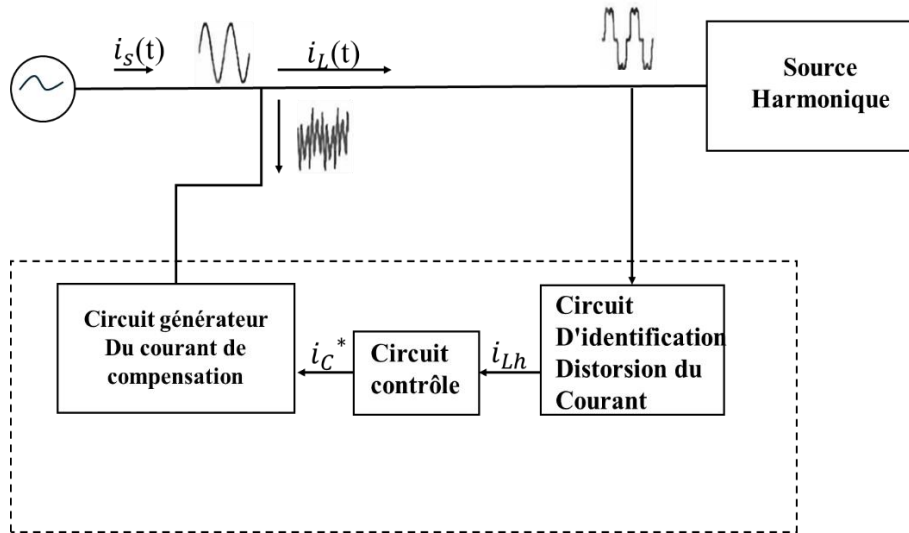 i_S(t)
i_L(t)
Source
Harmonique
Circuit générateur
Du courant de
compensation
i_C*
Circuit
contrôle
i_Lh
Circuit
D'identification
Distorsion du
Courant